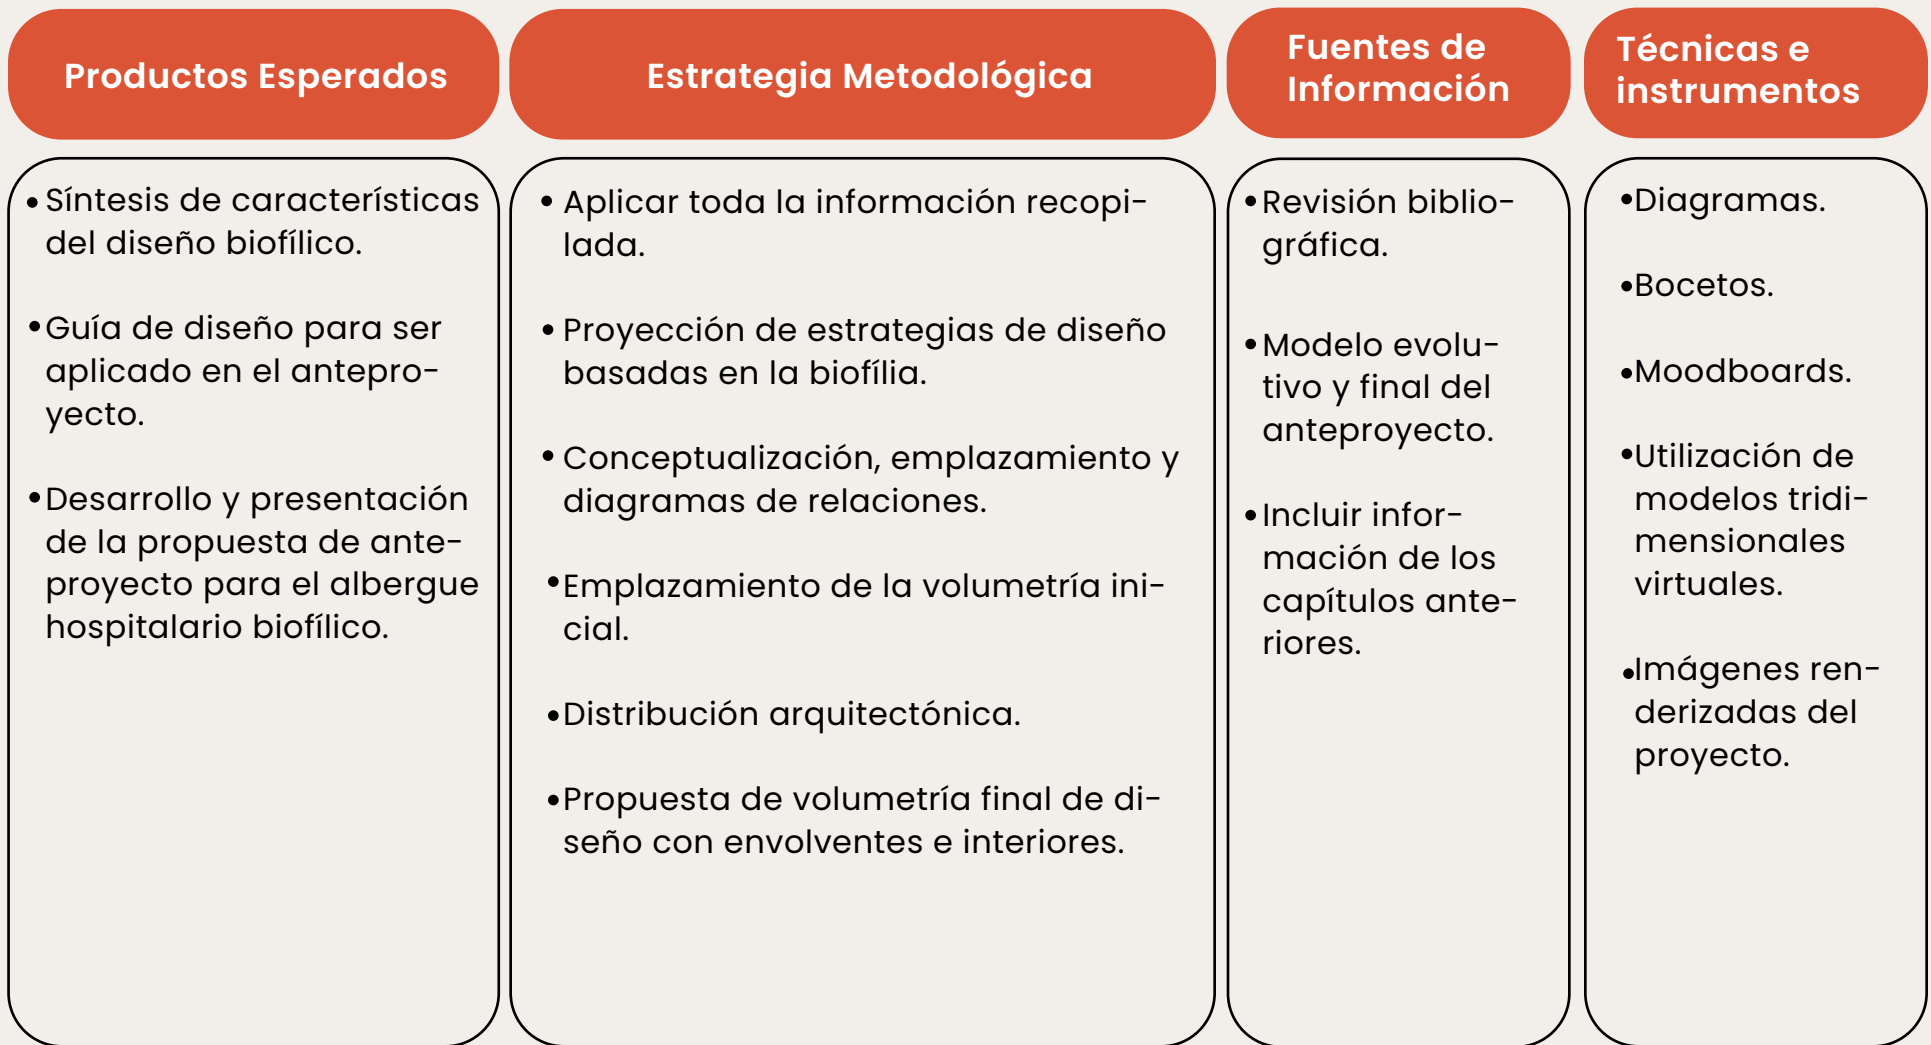 Productos Esperados
Estrategia Metodológica
Fuentes de
Información
Técnicas e
instrumentos
• Síntesis de características
del diseño biofílico.
• Guía de diseño para ser
aplicado en el antepro-
yecto.
• Desarrollo y presentación
de la propuesta de ante-
proyecto para el albergue
hospitalario biofílico.
• Aplicar toda la información recopi-
lada.
• Proyección de estrategias de diseño
basadas en la biofília.
• Conceptualización, emplazamiento y
diagramas de relaciones.
• Emplazamiento de la volumetría ini-
cial.
• Distribución arquitectónica.
• Propuesta de volumetría final de di-
seño con envolventes e interiores.
• Revisión biblio-
gráfica.
• Modelo evolu-
tivo y final del
anteproyecto.
• Incluir infor-
mación de los
capítulos ante-
riores.
• Diagramas.
• Bocetos.
• Moodboards.
• Utilización de
modelos tridi-
mensionales
virtuales.
• Imágenes ren-
derizadas del
proyecto.